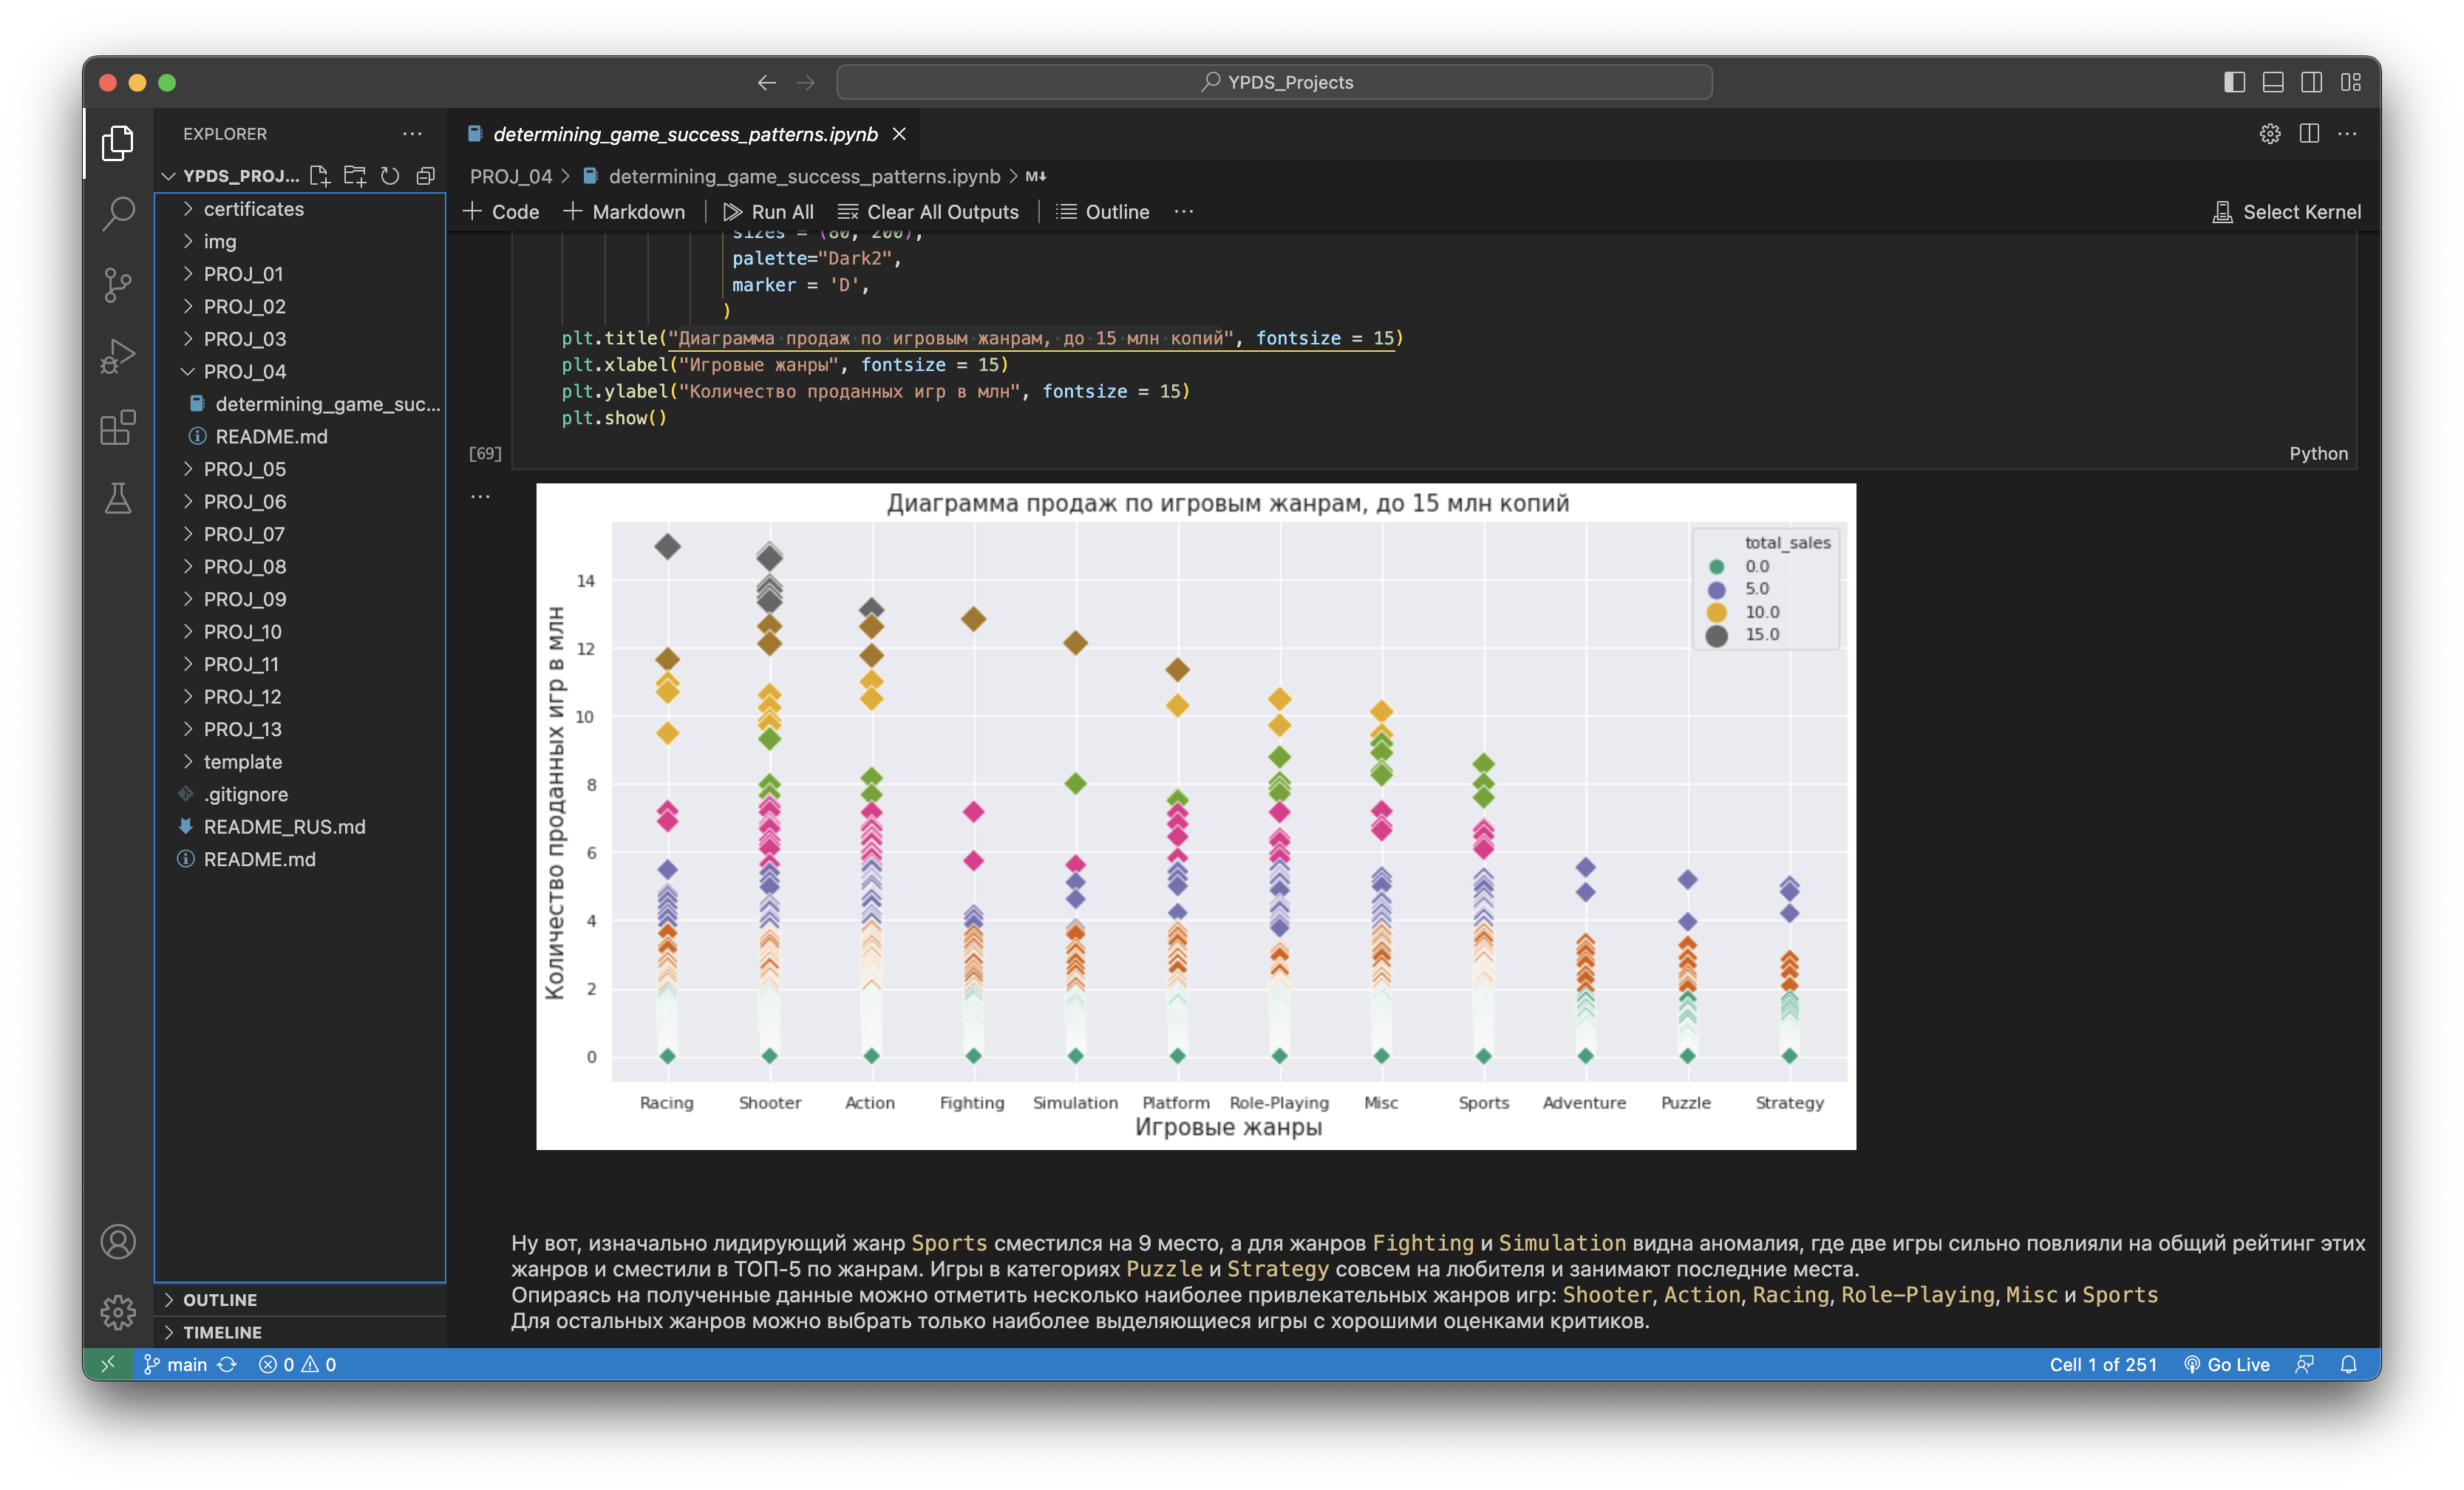 YPDS_Projects
EXPLORER
YPDS_PROJ...
certificates
img
PROJ_01
PROJ_02
PROJ_03
PROJ_04
determining_game_suc...
README.md
PROJ_05
PROJ_06
PROJ_07
PROJ_08
PROJ_09
PROJ_10
PROJ_11
PROJ_12
PROJ_13
template
.gitignore
README_RUS.md
README.md
OUTLINE
TIMELINE
determining_game_success_patterns.ipynb
PROJ_04 > determining_game_success_patterns.ipynb > M↓
+ Code + Markdown | Run All Clear All Outputs | Outline ...
Select Kernel
sizes = (80, 200),
palette="Dark2",
marker = 'D',
)
plt.title("Диаграмма продаж по игровым жанрам, до 15 млн копий", fontsize = 15)
plt.xlabel("Игровые жанры", fontsize = 15)
plt.ylabel("Количество проданных игр в млн", fontsize = 15)
plt.show()
[69]
Python
Диаграмма продаж по игровым жанрам, до 15 млн копий
Количество проданных игр в млн
14
12
10
8
6
4
2
0
total_sales
0.0
5.0
10.0
15.0
Racing Shooter Action Fighting Simulation Platform Role-Playing Misc Sports Adventure Puzzle Strategy
Игровые жанры
Ну вот, изначально лидирующий жанр Sports сместился на 9 место, а для жанров Fighting и Simulation видна аномалия, где две игры сильно повлияли на общий рейтинг этих
жанров и сместили в ТОП-5 по жанрам. Игры в категориях Puzzle и Strategy совсем на любителя и занимают последние места.
Опираясь на полученные данные можно отметить несколько наиболее привлекательных жанров игр: Shooter, Action, Racing, Role-Playing, Misc и Sports
Для остальных жанров можно выбрать только наиболее выделяющиеся игры с хорошими оценками критиков.
main 0 0
Cell 1 of 251 Go Live